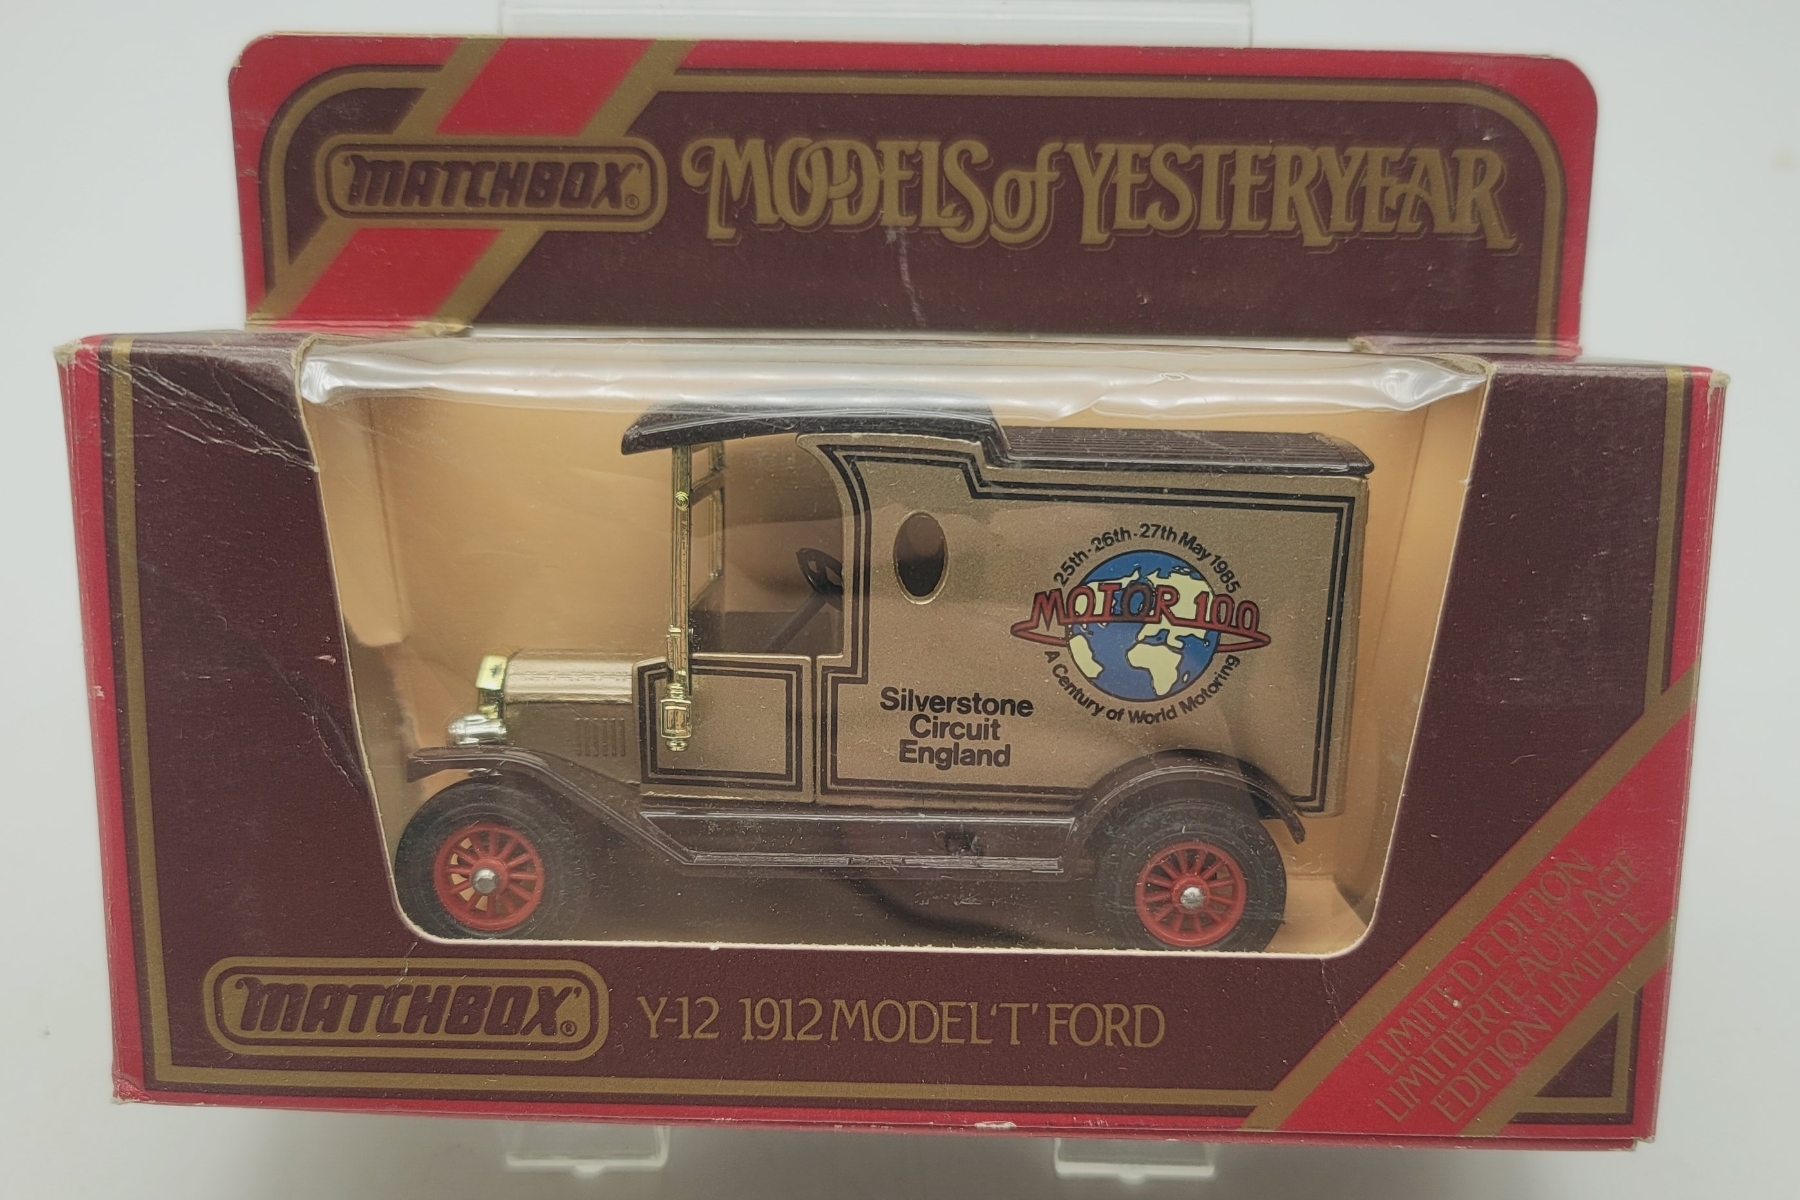 MATCHBOX®
MODELS of YESTERYEAR
25th·26th·27th May 1985
MOTOR 100
A Century of World Motoring
Silverstone
Circuit
England
MATCHBOX®
Y-12 1912 MODEL 'T' FORD
LIMITED EDITION
LIMITIERTE AUFLAGE
EDITION LIMITEE